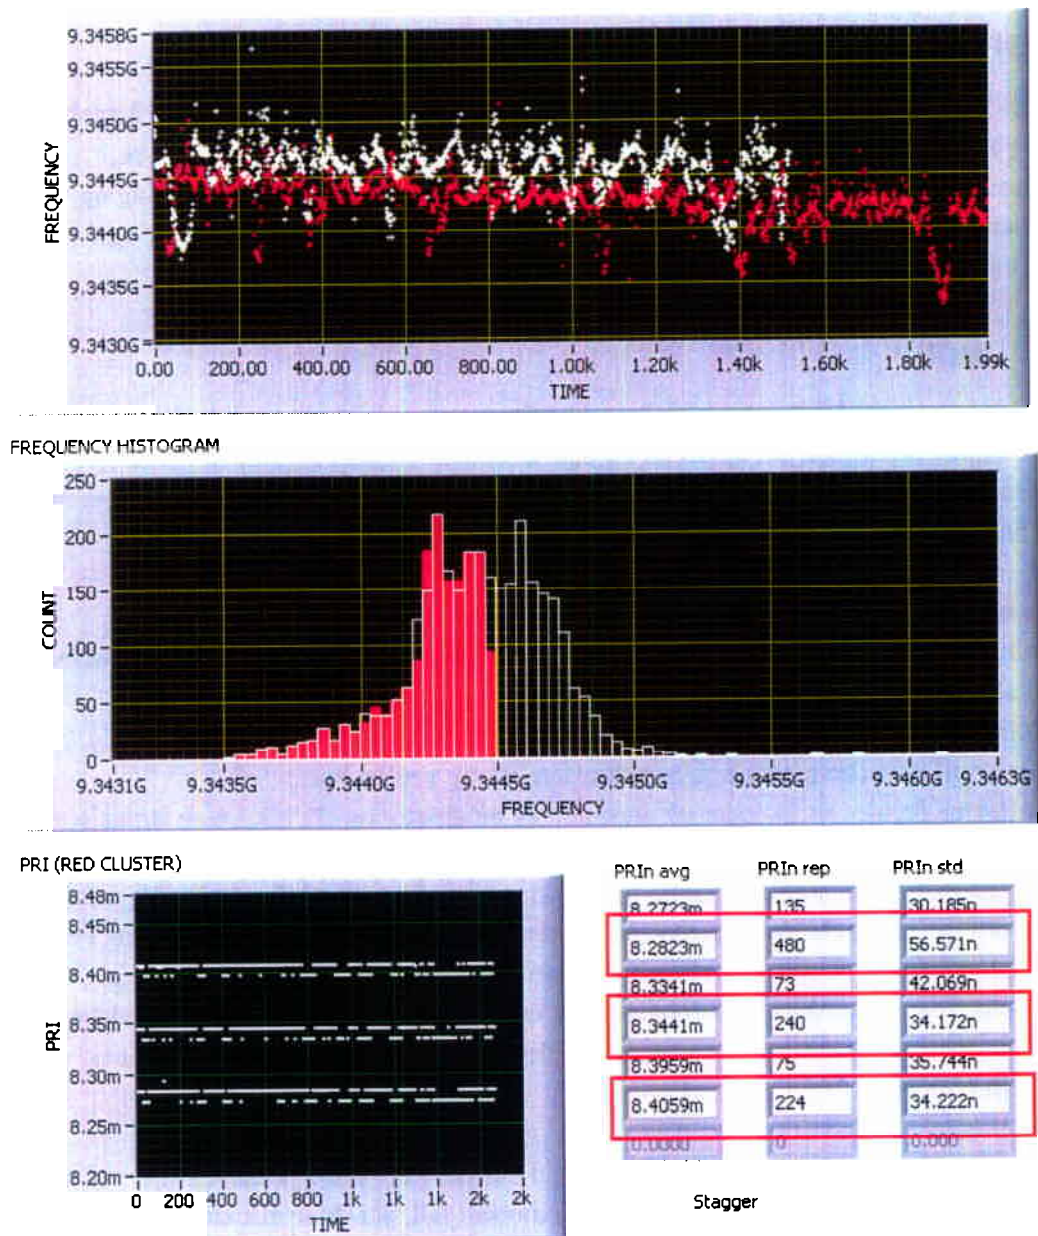 9.3458G
9.3455G
9.3450G
9.3445G
9.3440G
9.3435G
9.3430G
FREQUENCY
0.00 200.00 400.00 600.00 800.00 1.00k 1.20k 1.40k 1.60k 1.80k 1.99k
TIME
FREQUENCY HISTOGRAM
250
200
150
100
50
0
COUNT
9.3431G 9.3435G 9.3440G 9.3445G 9.3450G 9.3455G 9.3460G 9.3463G
FREQUENCY
PRI (RED CLUSTER)
8.48m
8.45m
8.40m
8.35m
8.30m
8.25m
8.20m
PRI
0 200 400 600 800 1k 1k 1k 2k 2k
TIME
PRIn avg PRIn rep PRIn std
8.2723m 135 30.185n
8.2823m 480 56.571n
8.3341m 73 42.069n
8.3441m 240 34.172n
8.3959m 75 35.744n
8.4059m 224 34.222n
0.0000 0 0.000
Stagger